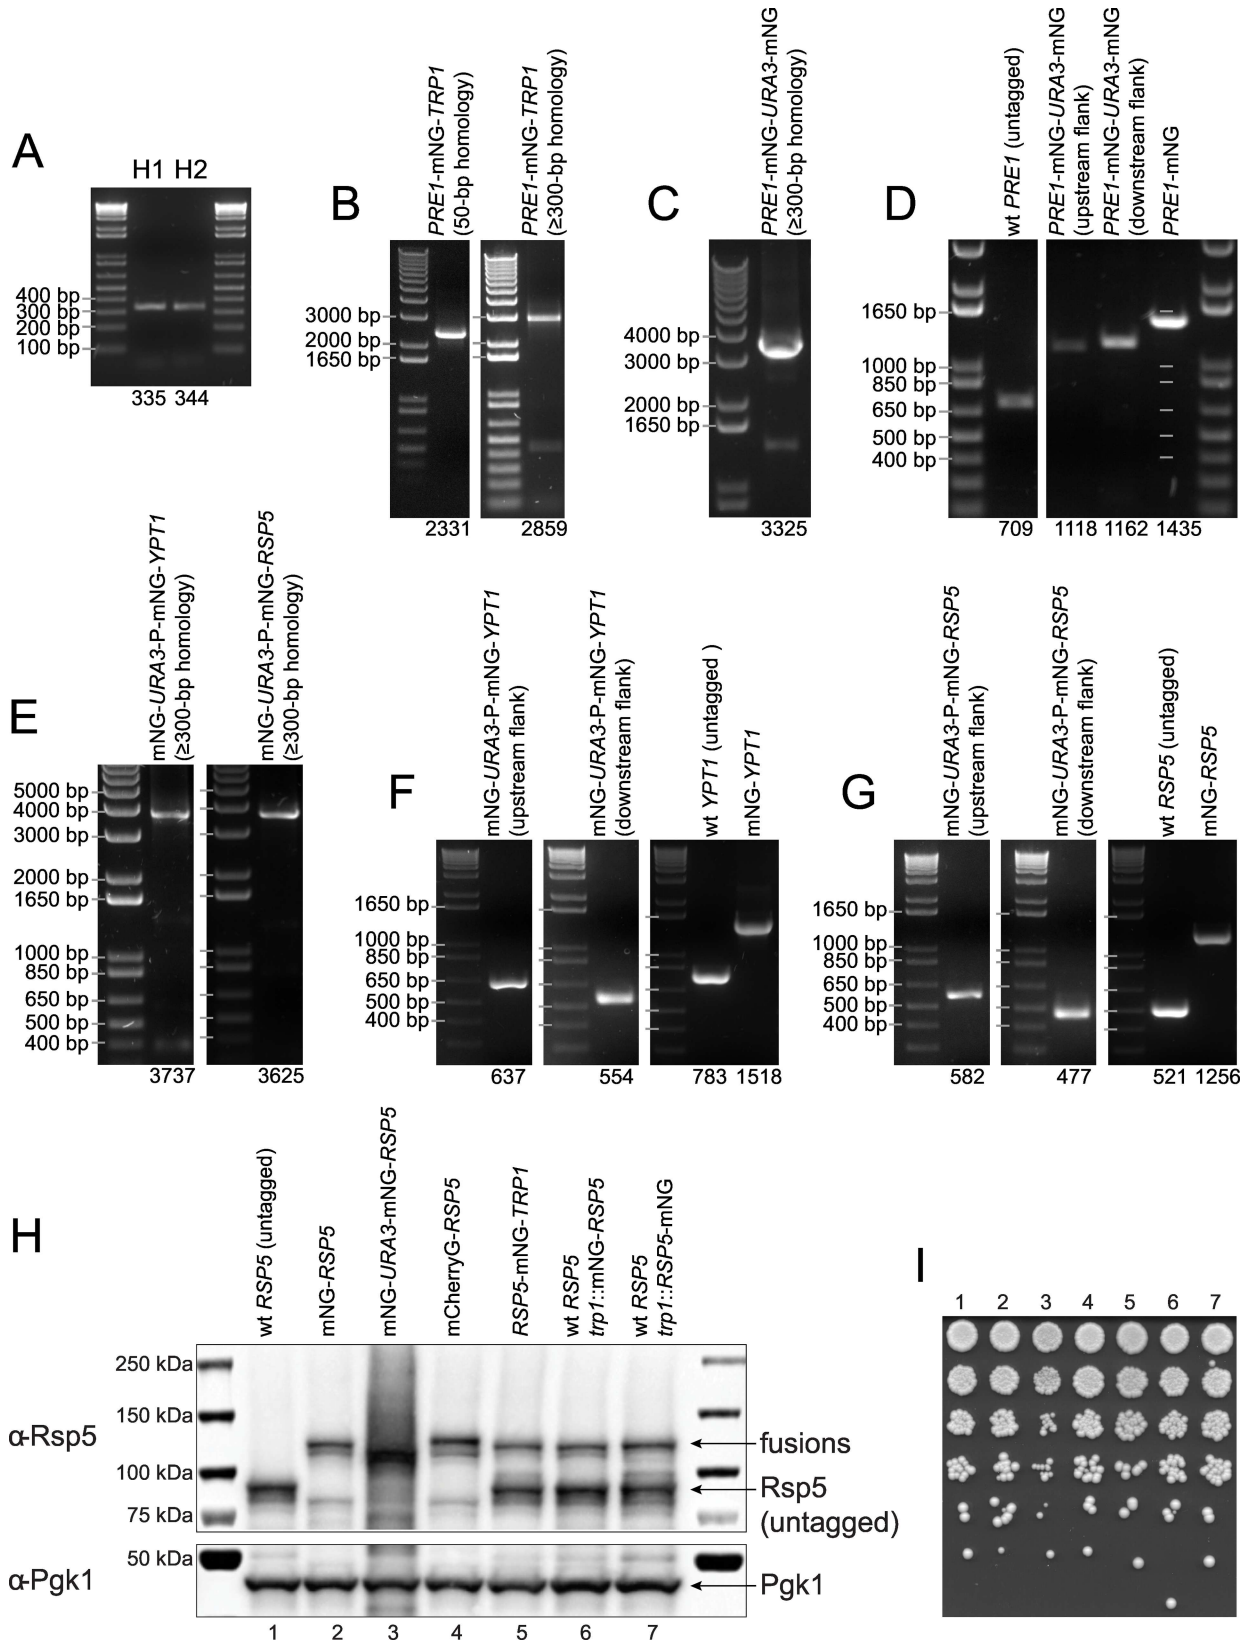 A
H1 H2
400 bp
300 bp
200 bp
100 bp
335 344
B
PRE1-mNG-TRP1
(50-bp homology)
PRE1-mNG-TRP1
(≥300-bp homology)
3000 bp
2000 bp
1650 bp
2331
2859
C
PRE1-mNG-URA3-mNG
(≥300-bp homology)
4000 bp
3000 bp
2000 bp
1650 bp
3325
D
wt PRE1 (untagged)
PRE1-mNG-URA3-mNG
(upstream flank)
PRE1-mNG-URA3-mNG
(downstream flank)
PRE1-mNG
1650 bp
1000 bp
850 bp
650 bp
500 bp
400 bp
709
1118 1162 1435
E
mNG-URA3-P-mNG-YPT1
(≥300-bp homology)
mNG-URA3-P-mNG-RSP5
(≥300-bp homology)
5000 bp
4000 bp
3000 bp
2000 bp
1650 bp
1000 bp
850 bp
650 bp
500 bp
400 bp
3737
3625
F
mNG-URA3-P-mNG-YPT1
(upstream flank)
mNG-URA3-P-mNG-YPT1
(downstream flank)
wt YPT1 (untagged )
mNG-YPT1
1650 bp
1000 bp
850 bp
650 bp
500 bp
400 bp
637
554
783 1518
G
mNG-URA3-P-mNG-RSP5
(upstream flank)
mNG-URA3-P-mNG-RSP5
(downstream flank)
wt RSP5 (untagged)
mNG-RSP5
1650 bp
1000 bp
850 bp
650 bp
500 bp
400 bp
582
477
521 1256
H
wt RSP5 (untagged)
mNG-RSP5
mNG-URA3-mNG-RSP5
mCherryG-RSP5
RSP5-mNG-TRP1
wt RSP5
trp1::mNG-RSP5
wt RSP5
trp1::RSP5-mNG
α-Rsp5
250 kDa
150 kDa
100 kDa
75 kDa
fusions
Rsp5
(untagged)
α-Pgk1
50 kDa
Pgk1
1 2 3 4 5 6 7
I
1 2 3 4 5 6 7